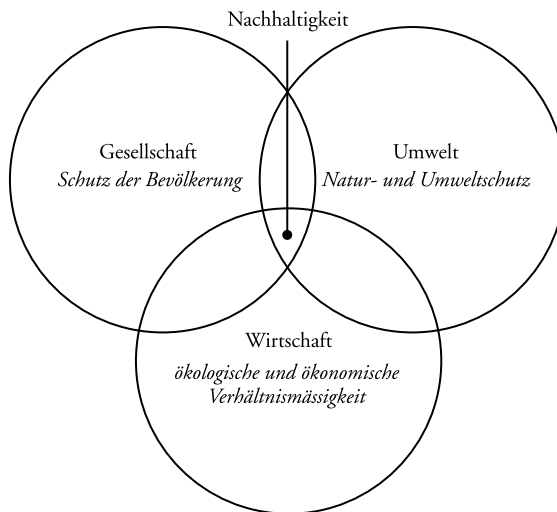 Nachhaltigkeit
Gesellschaft
Schutz der Bevölkerung
Umwelt
Natur- und Umweltschutz
Wirtschaft
ökologische und ökonomische
Verhältnismässigkeit